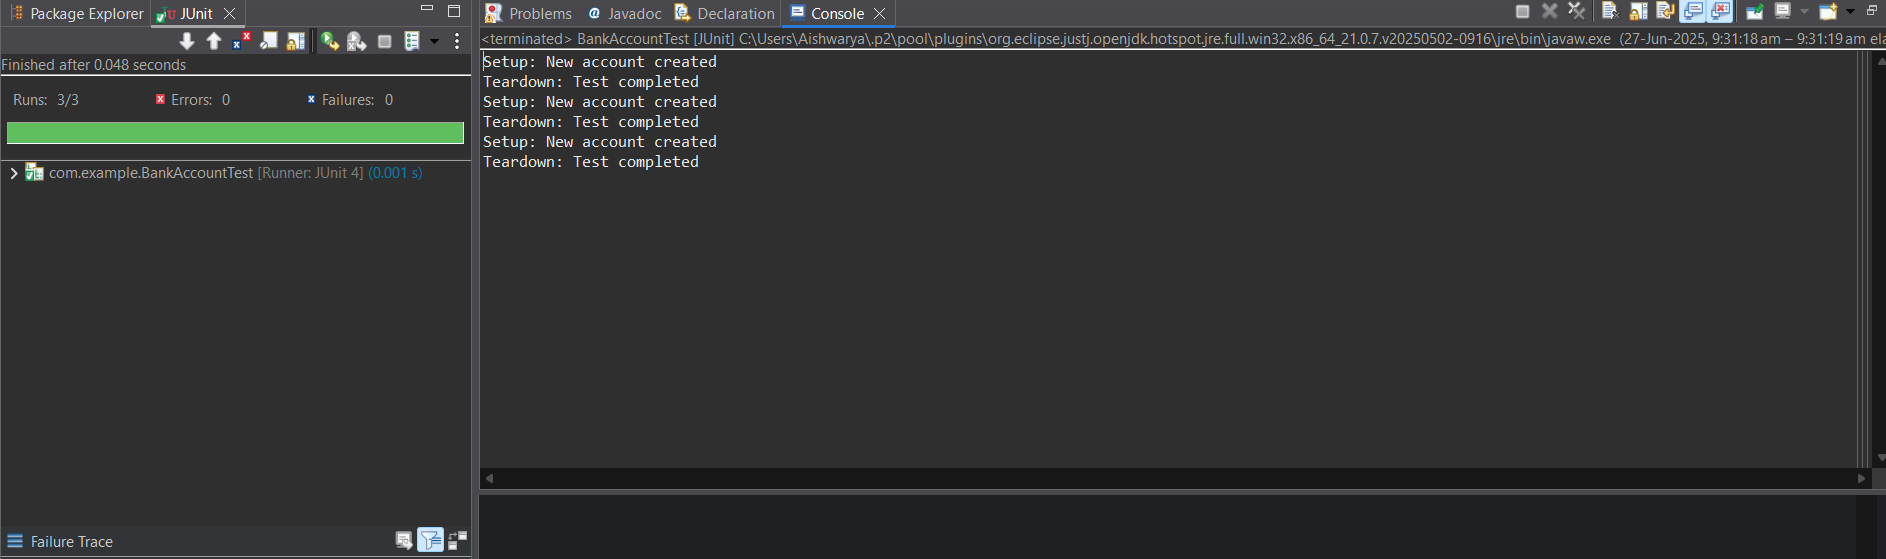 Package Explorer
JUnit
Finished after 0.048 seconds
Runs: 3/3
Errors: 0
Failures: 0
com.example.BankAccountTest [Runner: JUnit 4] (0.001 s)
Failure Trace
Problems
@ Javadoc
Declaration
Console
<terminated> BankAccountTest [JUnit] C:\Users\Aishwarya\.p2\pool\plugins\org.eclipse.justj.openjdk.hotspot.jre.full.win32.x86_64_21.0.7.v20250502-0916\jre\bin\javaw.exe (27-Jun-2025, 9:31:18 am – 9:31:19 am ela
Setup: New account created
Teardown: Test completed
Setup: New account created
Teardown: Test completed
Setup: New account created
Teardown: Test completed